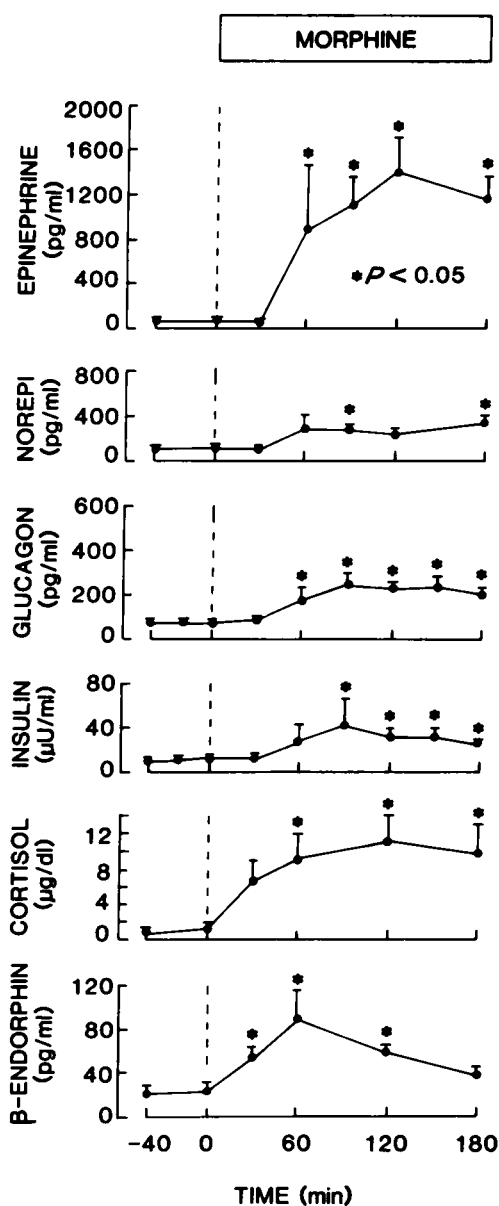 MORPHINE
EPINEPHRINE
(pg/ml)
2000
1600
1200
800
400
0
*
*
*
*
*P < 0.05
NOREPI
(pg/ml)
800
400
0
*
*
GLUCAGON
(pg/ml)
600
400
200
0
*
*
*
*
*
INSULIN
(µU/ml)
80
40
0
*
*
*
*
CORTISOL
(µg/dl)
12
8
4
2
0
*
*
*
β-ENDORPHIN
(pg/ml)
120
80
40
0
*
*
*
-40 0 60 120 180
TIME (min)